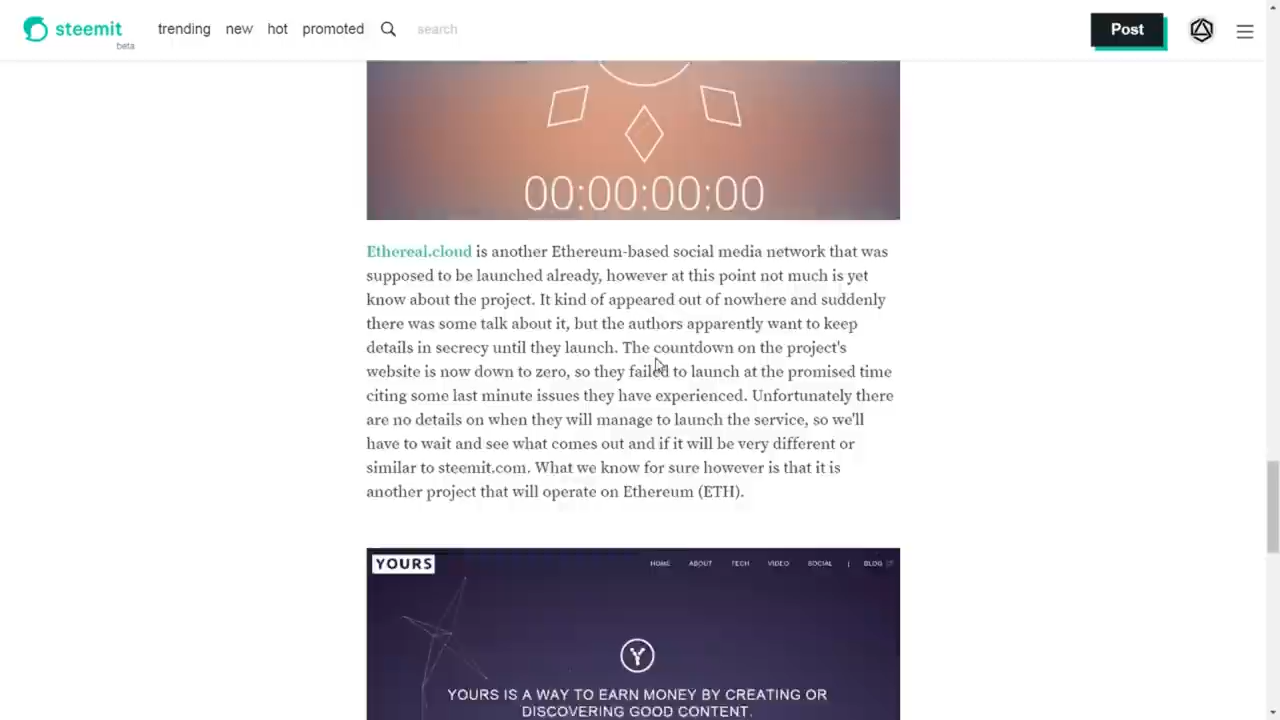 steemit
beta
trending new hot promoted search
Post
00:00:00:00
Ethereal.cloud is another Ethereum-based social media network that was
supposed to be launched already, however at this point not much is yet
know about the project. It kind of appeared out of nowhere and suddenly
there was some talk about it, but the authors apparently want to keep
details in secrecy until they launch. The countdown on the project's
website is now down to zero, so they failed to launch at the promised time
citing some last minute issues they have experienced. Unfortunately there
are no details on when they will manage to launch the service, so we'll
have to wait and see what comes out and if it will be very different or
similar to steemit.com. What we know for sure however is that it is
another project that will operate on Ethereum (ETH).
YOURS
HOME ABOUT TECH VIDEO SOCIAL | BLOG
Y
YOURS IS A WAY TO EARN MONEY BY CREATING OR
DISCOVERING GOOD CONTENT.